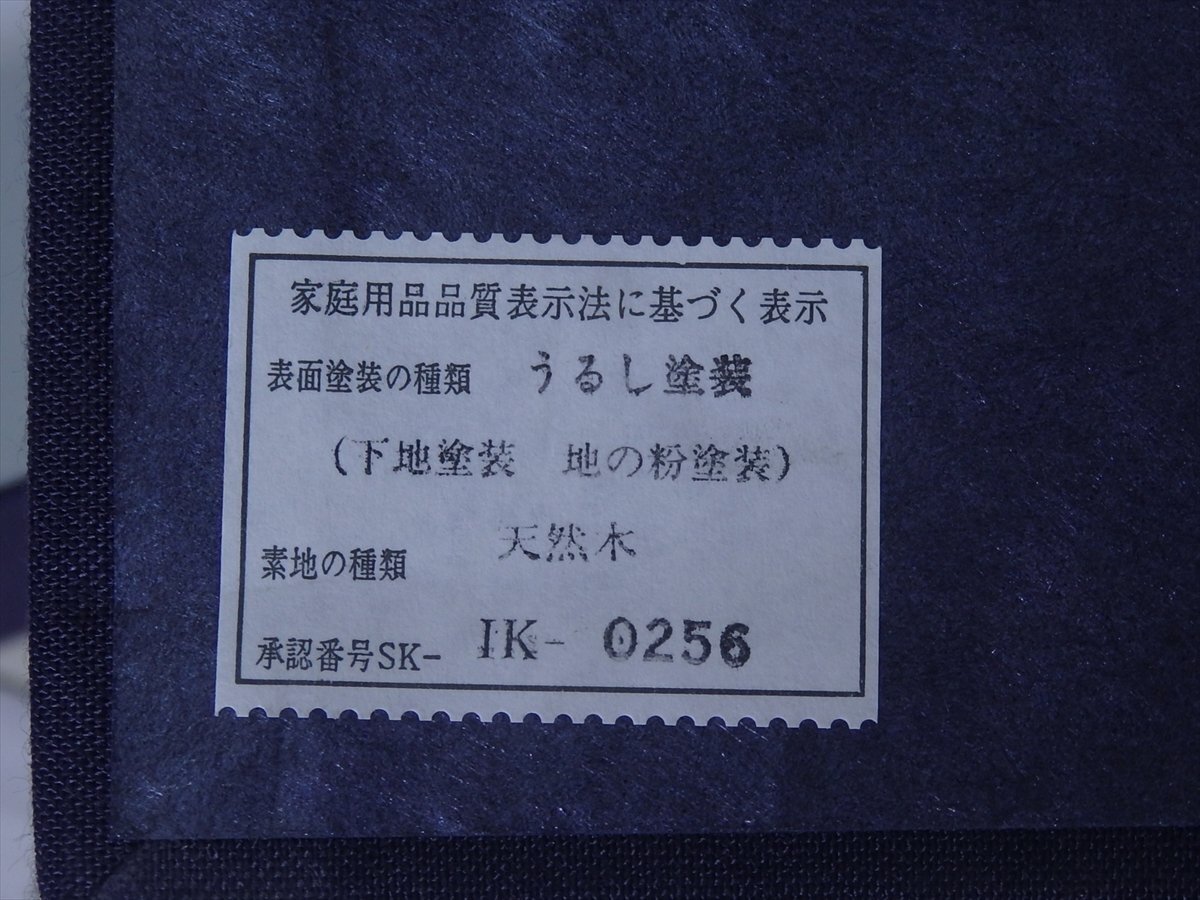 家庭用品品質表示法に基づく表示
表面塗装の種類 うるし塗装
(下地塗装 地の粉塗装)
素地の種類 天然木
承認番号SK- IK- 0256